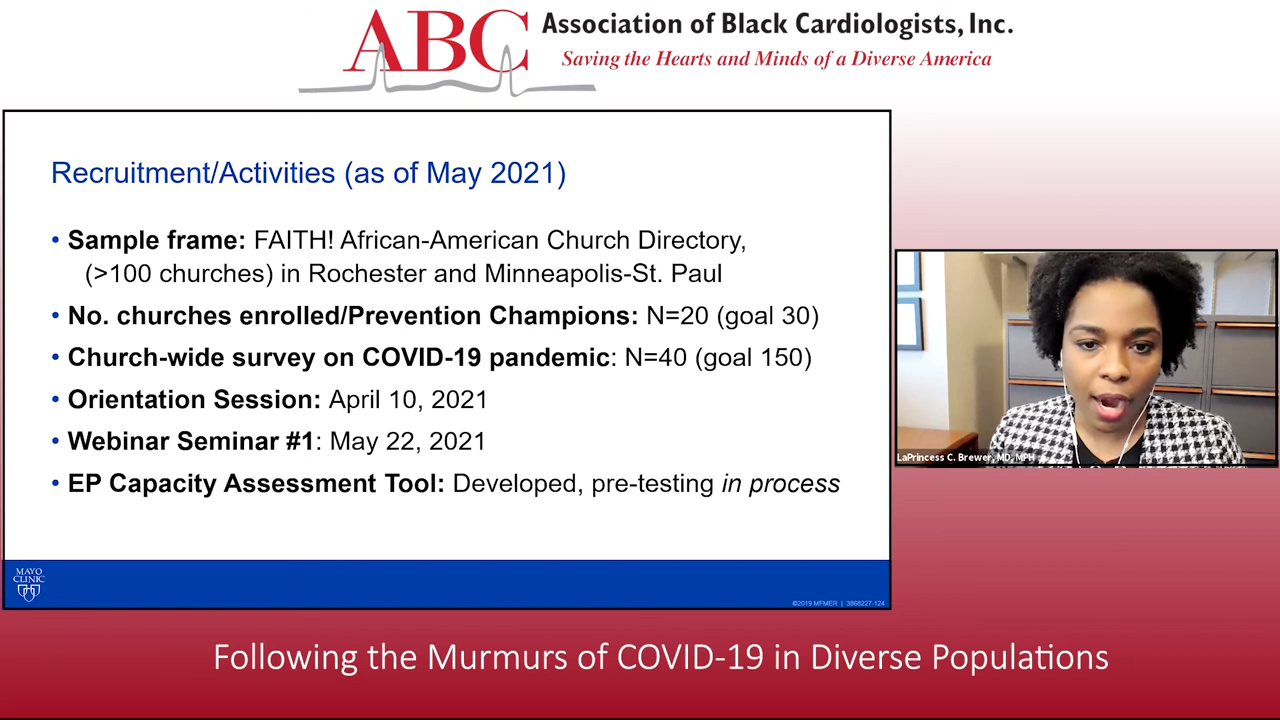 ABC Association of Black Cardiologists, Inc.
Saving the Hearts and Minds of a Diverse America
Recruitment/Activities (as of May 2021)
• Sample frame: FAITH! African-American Church Directory,
(>100 churches) in Rochester and Minneapolis-St. Paul
• No. churches enrolled/Prevention Champions: N=20 (goal 30)
• Church-wide survey on COVID-19 pandemic: N=40 (goal 150)
• Orientation Session: April 10, 2021
• Webinar Seminar #1: May 22, 2021
• EP Capacity Assessment Tool: Developed, pre-testing in process
LaPrincess C. Brewer, MD, MPH
MAYO
CLINIC
©2019 MFMER | 3868227-124
Following the Murmurs of COVID-19 in Diverse Populations